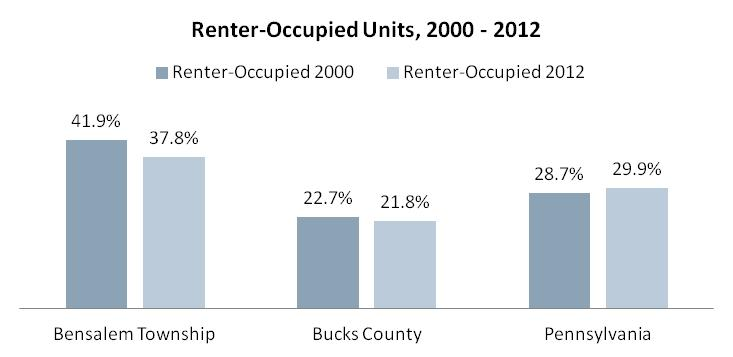 Renter-Occupied Units, 2000 - 2012
Renter-Occupied 2000 Renter-Occupied 2012
41.9% 37.8% 22.7% 21.8% 28.7% 29.9%
Bensalem Township Bucks County Pennsylvania